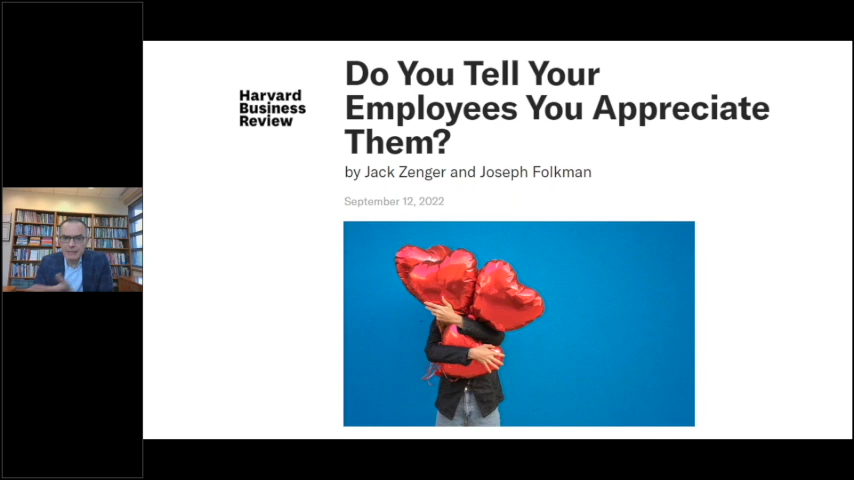 Harvard
Business
Review
Do You Tell Your
Employees You Appreciate
Them?
by Jack Zenger and Joseph Folkman
September 12, 2022